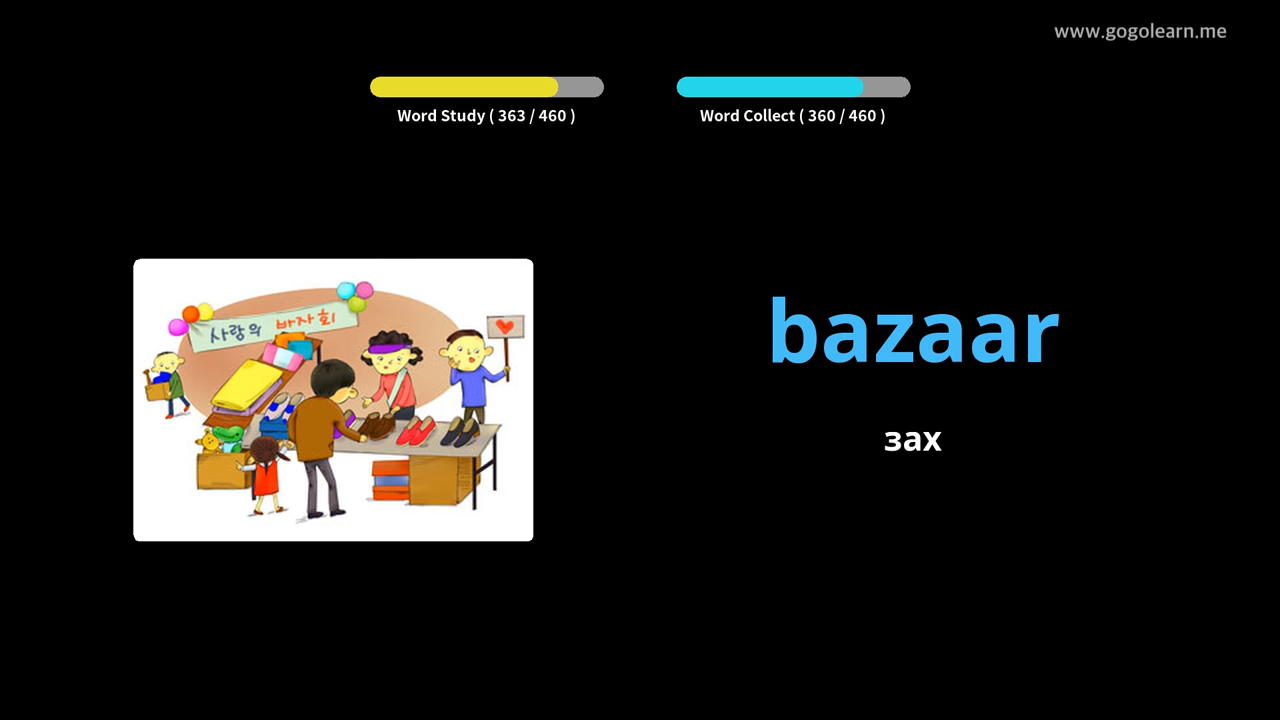 www.gogolearn.me
Word Study ( 363 / 460 )
Word Collect ( 360 / 460 )
사랑의 바자회
bazaar
зах